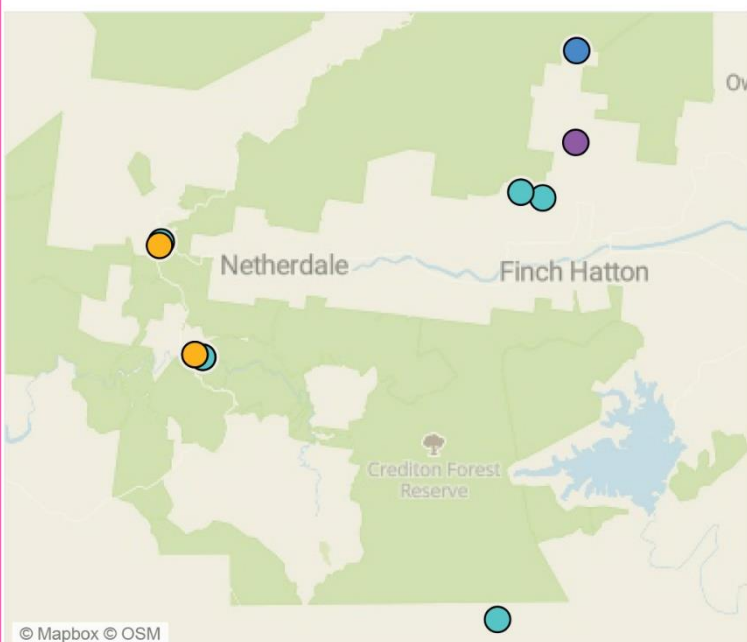 Ow
Netherdale
Finch Hatton
Crediton Forest
Reserve
© Mapbox © OSM